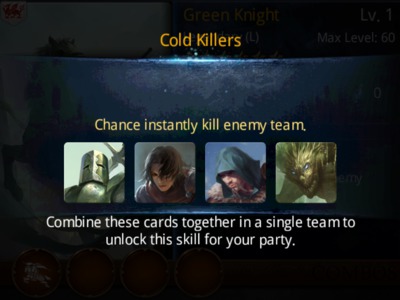 Green Knight
Lv. 1
Cold Killers
(L)
Max Level: 60
0
Chance instantly kill enemy team.
Combine these cards together in a single team to
unlock this skill for your party.